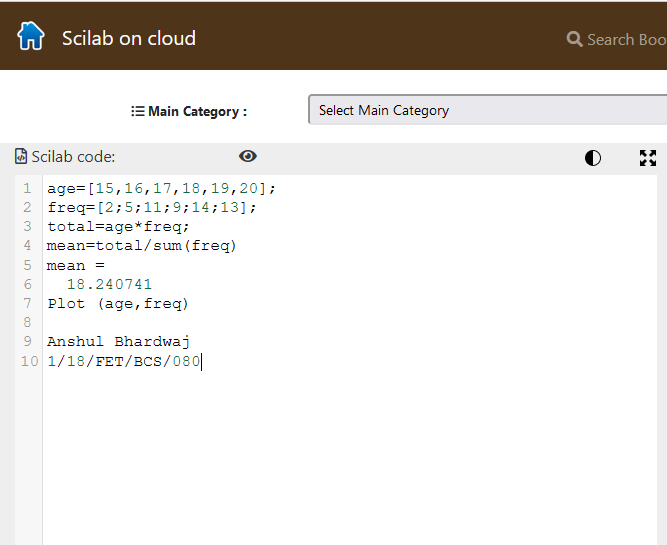 Scilab on cloud
Search Boo
Main Category :
Select Main Category
Scilab code:
1 age=[15,16,17,18,19,20];
2 freq=[2;5;11;9;14;13];
3 total=age*freq;
4 mean=total/sum(freq)
5 mean =
6 18.240741
7 Plot (age,freq)
8
9 Anshul Bhardwaj
10 1/18/FET/BCS/080